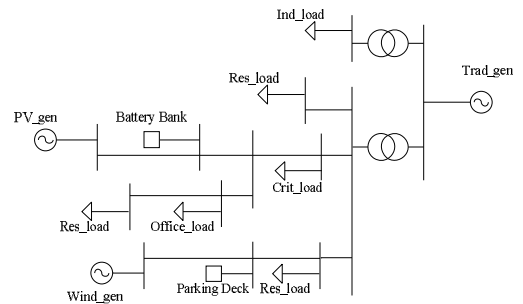 Ind_load
Trad_gen
Res_load
PV_gen
Battery Bank
Crit_load
Res_load
Office_load
Wind_gen
Parking Deck
Res_load